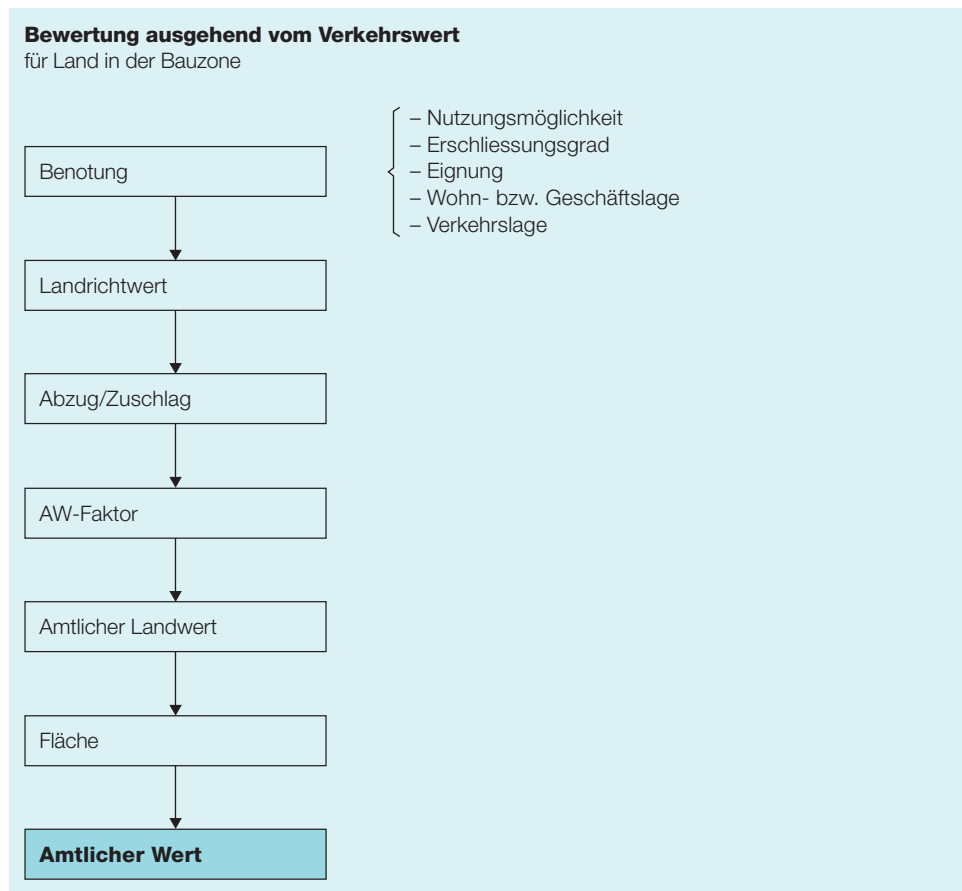 Bewertung ausgehend vom Verkehrswert
für Land in der Bauzone
– Nutzungsmöglichkeit
– Erschliessungsgrad
– Eignung
– Wohn- bzw. Geschäftslage
– Verkehrslage
Benotung
Landrichtwert
Abzug/Zuschlag
AW-Faktor
Amtlicher Landwert
Fläche
Amtlicher Wert